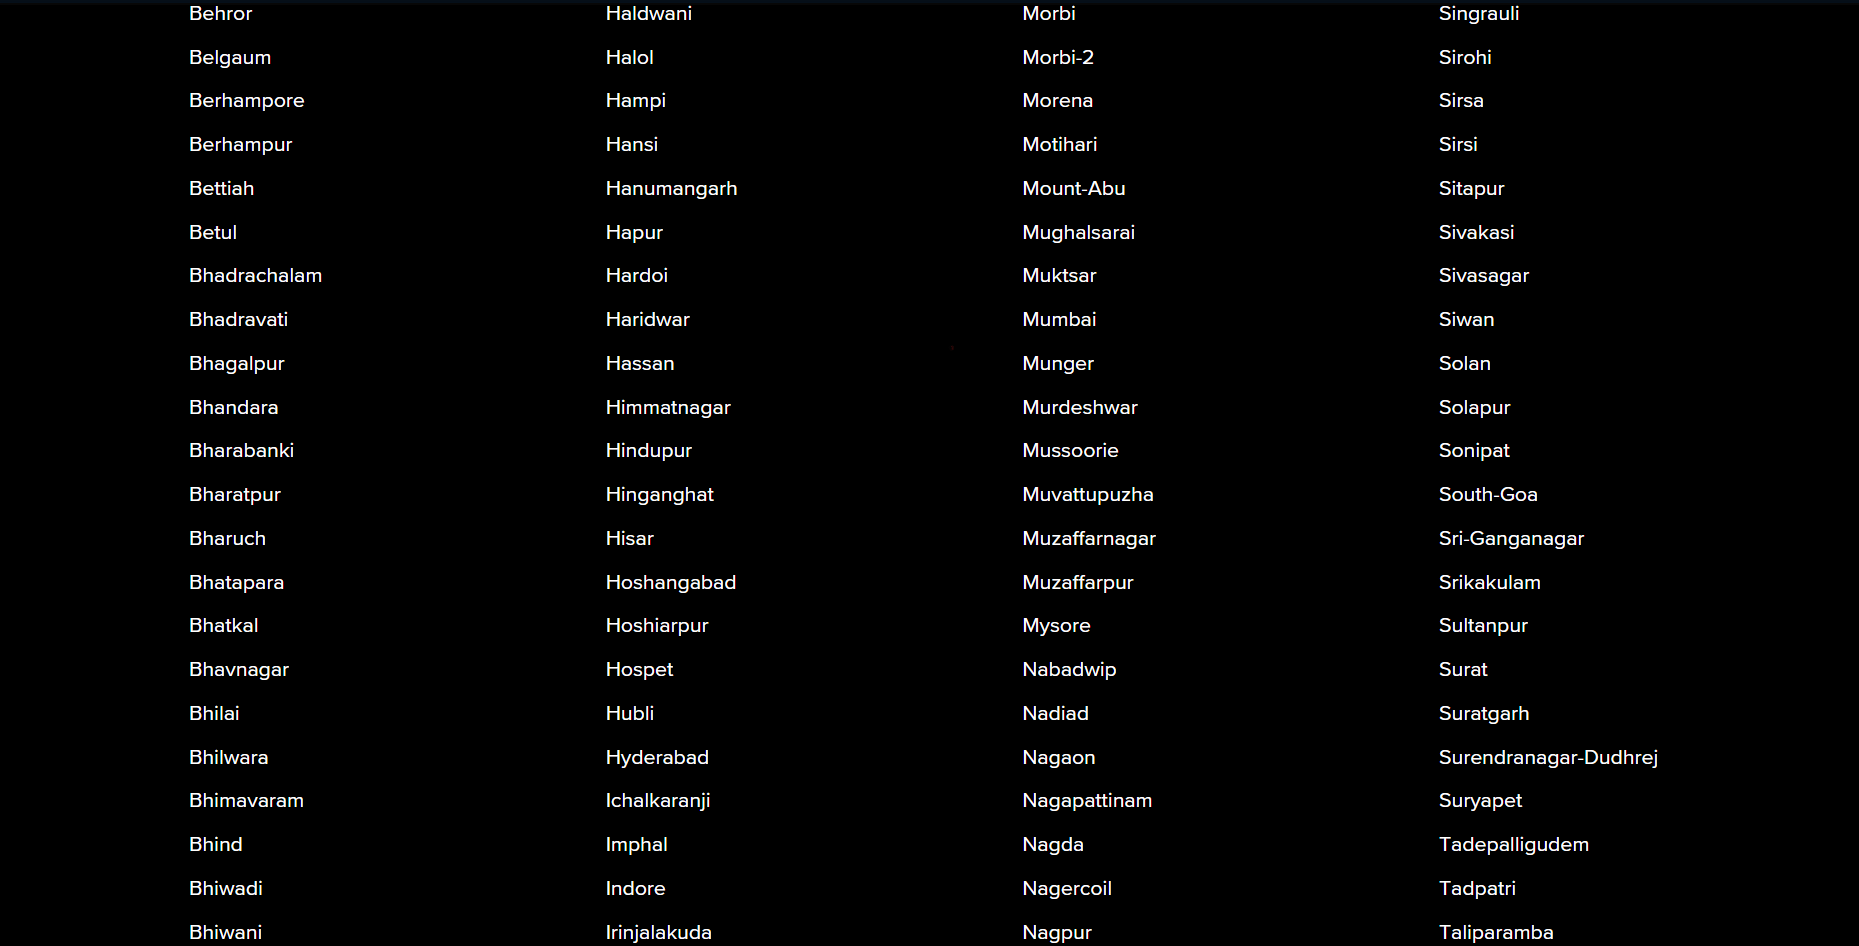 Behror
Belgaum
Berhampore
Berhampur
Bettiah
Betul
Bhadrachalam
Bhadravati
Bhagalpur
Bhandara
Bharabanki
Bharatpur
Bharuch
Bhatapara
Bhatkal
Bhavnagar
Bhilai
Bhilwara
Bhimavaram
Bhind
Bhiwadi
Bhiwani
Haldwani
Halol
Hampi
Hansi
Hanumangarh
Hapur
Hardoi
Haridwar
Hassan
Himmatnagar
Hindupur
Hinganghat
Hisar
Hoshangabad
Hoshiarpur
Hospet
Hubli
Hyderabad
Ichalkaranji
Imphal
Indore
Irinjalakuda
Morbi
Morbi-2
Morena
Motihari
Mount-Abu
Mughalsarai
Muktsar
Mumbai
Munger
Murdeshwar
Mussoorie
Muvattupuzha
Muzaffarnagar
Muzaffarpur
Mysore
Nabadwip
Nadiad
Nagaon
Nagapattinam
Nagda
Nagercoil
Nagpur
Singrauli
Sirohi
Sirsa
Sirsi
Sitapur
Sivakasi
Sivasagar
Siwan
Solan
Solapur
Sonipat
South-Goa
Sri-Ganganagar
Srikakulam
Sultanpur
Surat
Suratgarh
Surendranagar-Dudhrej
Suryapet
Tadepalligudem
Tadpatri
Taliparamba